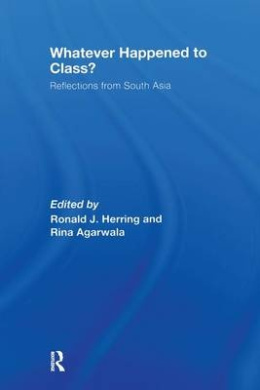 Whatever Happened to
Class?
Reflections from South Asia
Edited by
Ronald J. Herring and
Rina Agarwala
R
Routledge